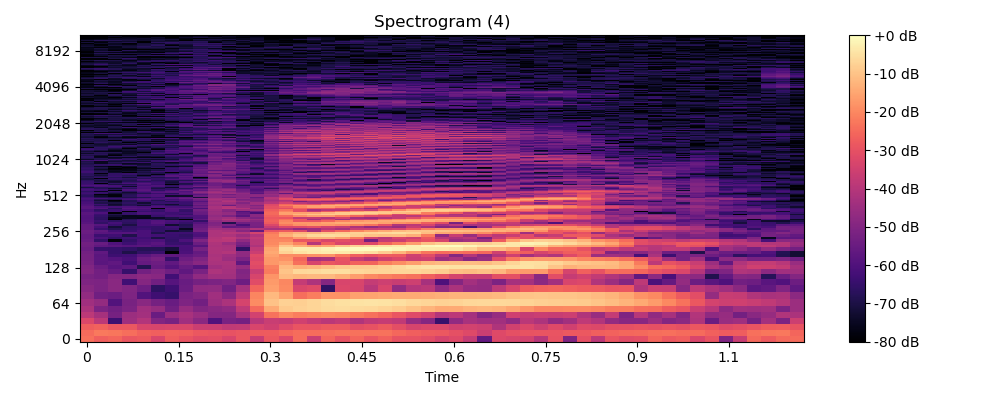 Spectrogram (4)
Hz
8192
4096
2048
1024
512
256
128
64
0
0 0.15 0.3 0.45 0.6 0.75 0.9 1.1
Time
+0 dB
-10 dB
-20 dB
-30 dB
-40 dB
-50 dB
-60 dB
-70 dB
-80 dB